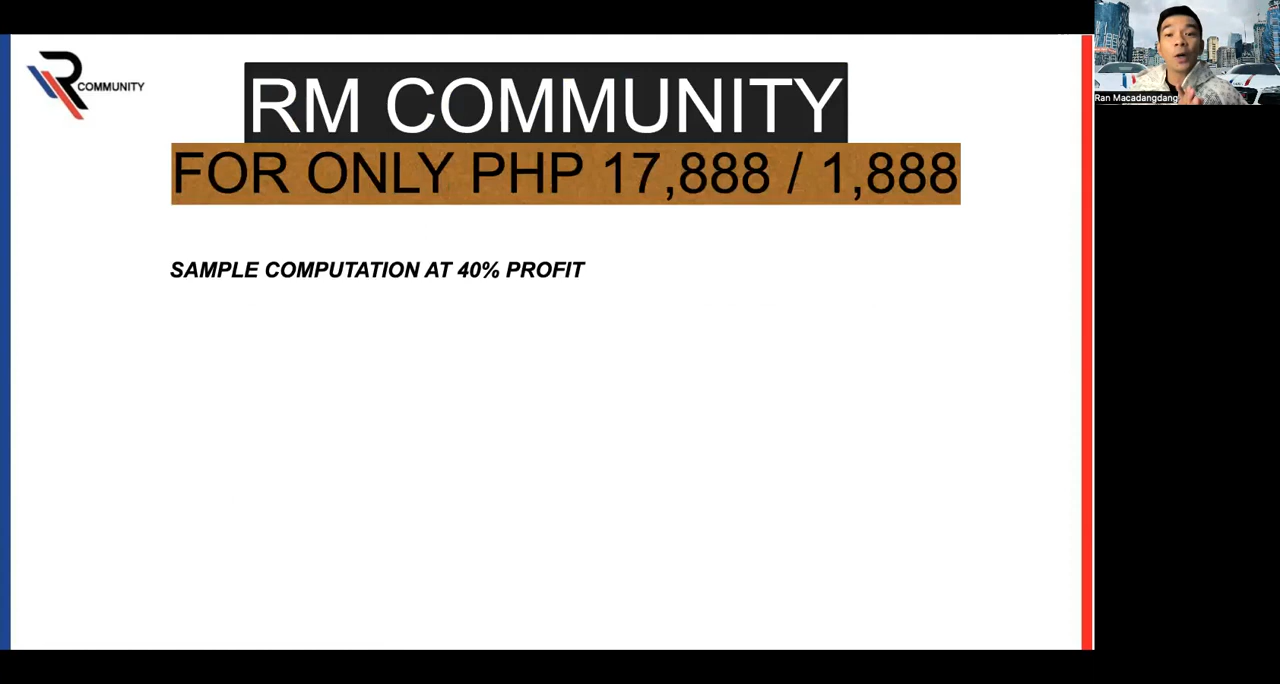 COMMUNITY
RM COMMUNITY
FOR ONLY PHP 17,888 / 1,888
SAMPLE COMPUTATION AT 40% PROFIT
Ran Macadangdang